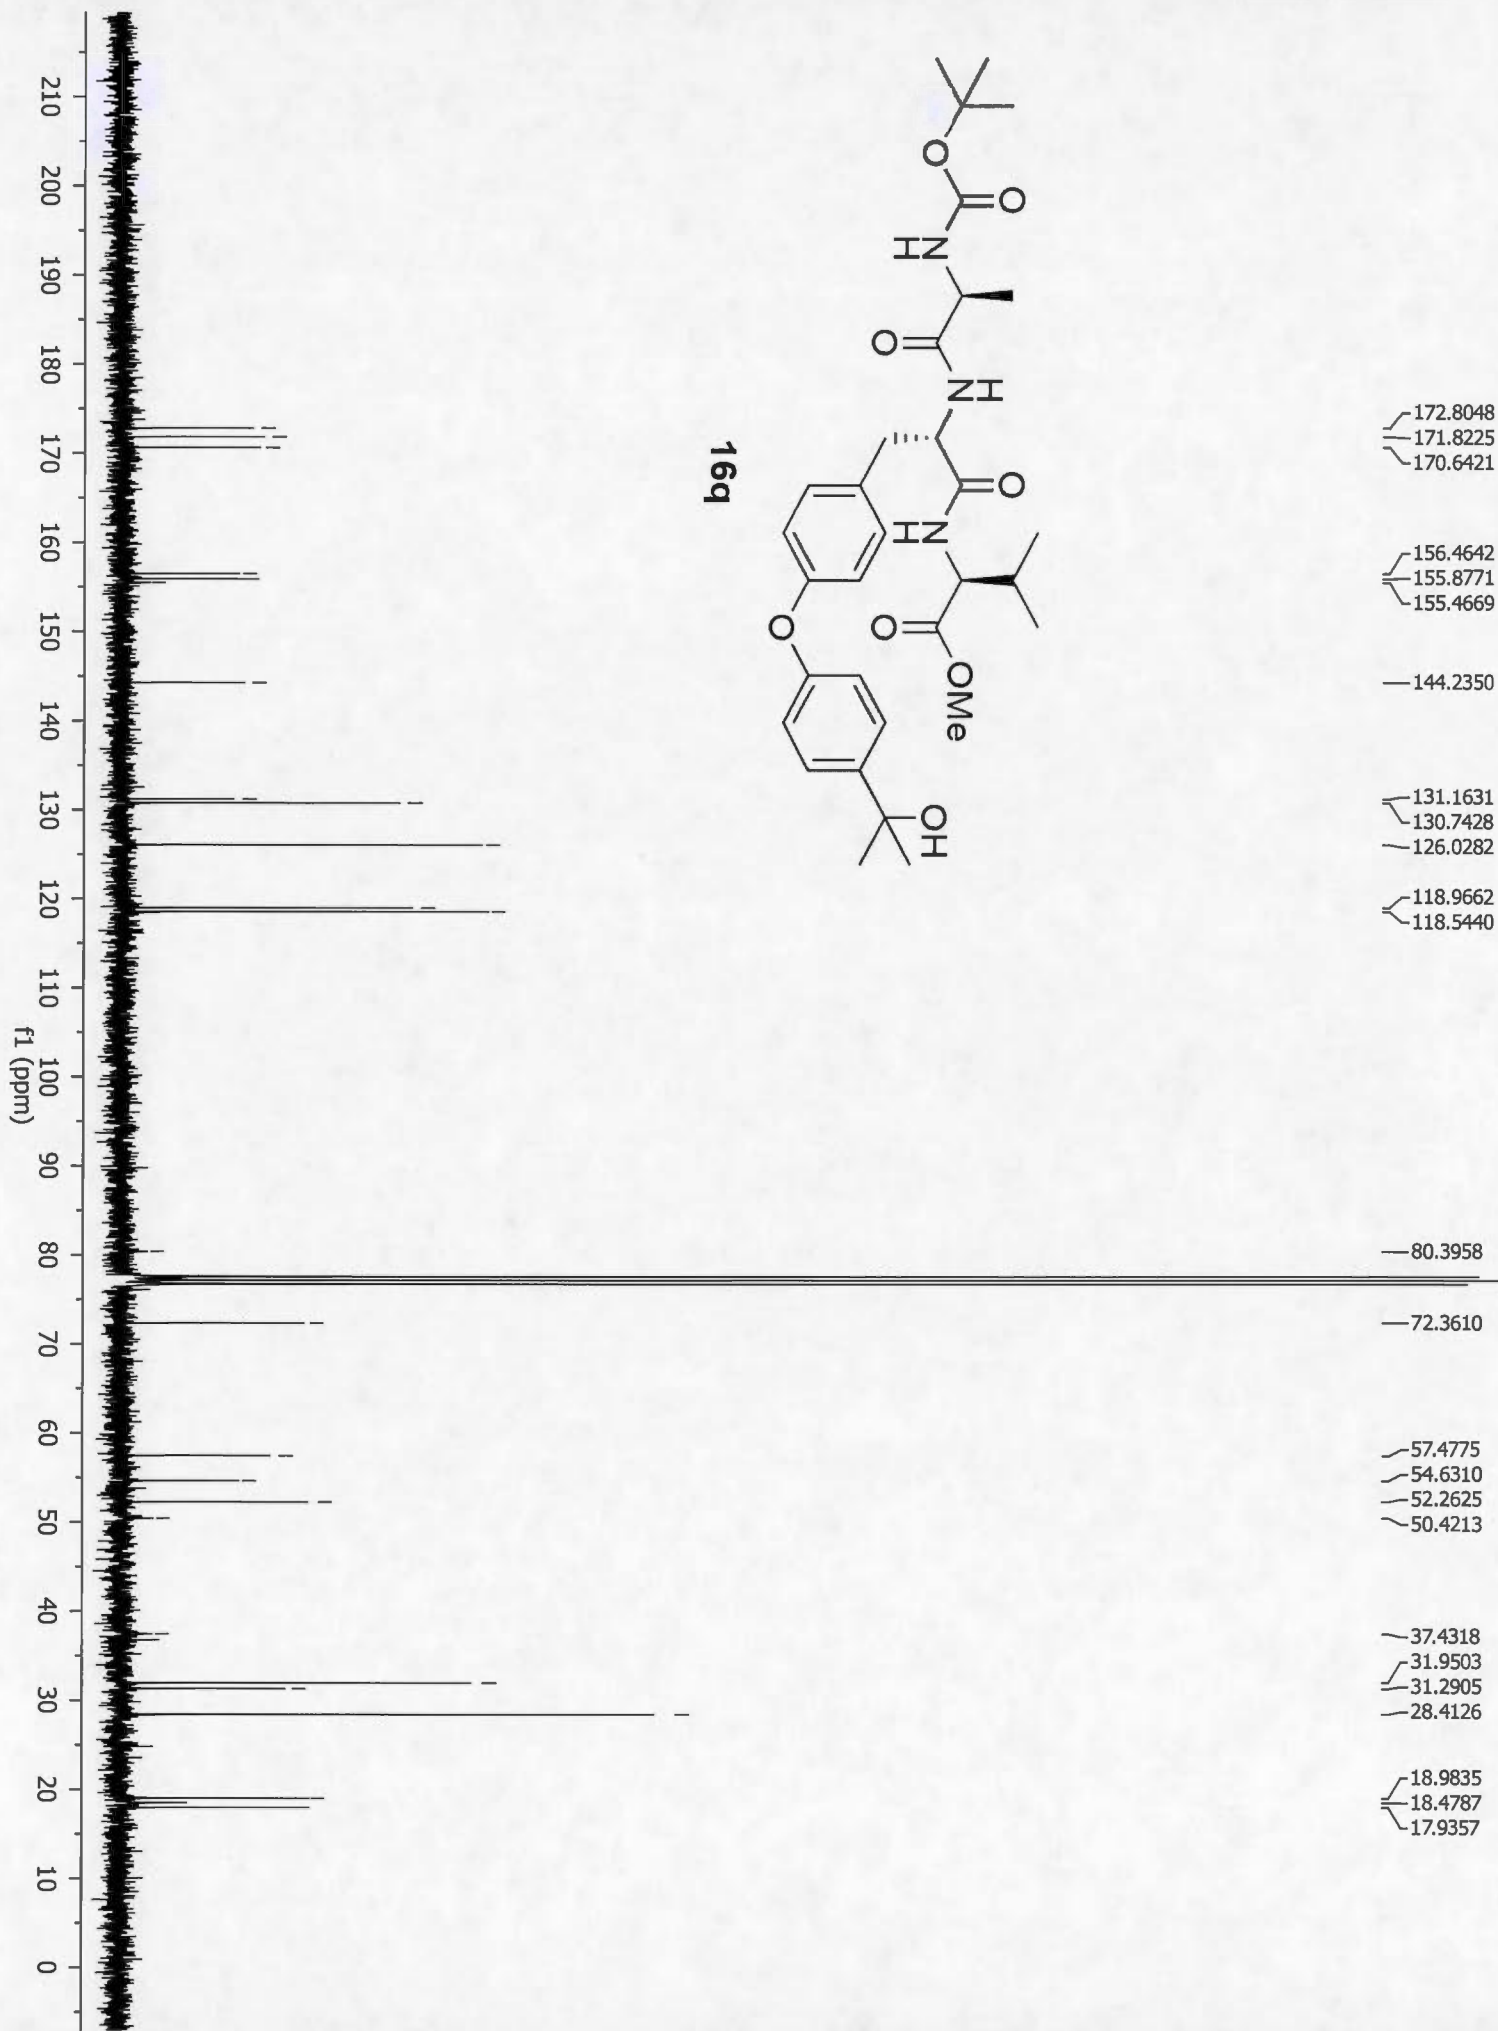 172.8048
171.8225
170.6421
156.4642
155.8771
155.4669
144.2350
131.1631
130.7428
126.0282
118.9662
118.5440
80.3958
72.3610
57.4775
54.6310
52.2625
50.4213
37.4318
31.9503
31.2905
28.4126
18.9835
18.4787
17.9357
O
O
N
H
O
H
N
O
N
H
O
OMe
O
OH
16q
210 200 190 180 170 160 150 140 130 120 110 100 90 80 70 60 50 40 30 20 10 0
f1 (ppm)